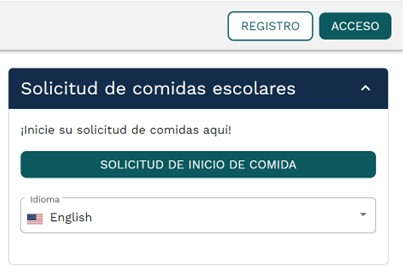 REGISTRO
ACCESO
Solicitud de comidas escolares
¡Inicie su solicitud de comidas aquí!
SOLICITUD DE INICIO DE COMIDA
Idioma
English